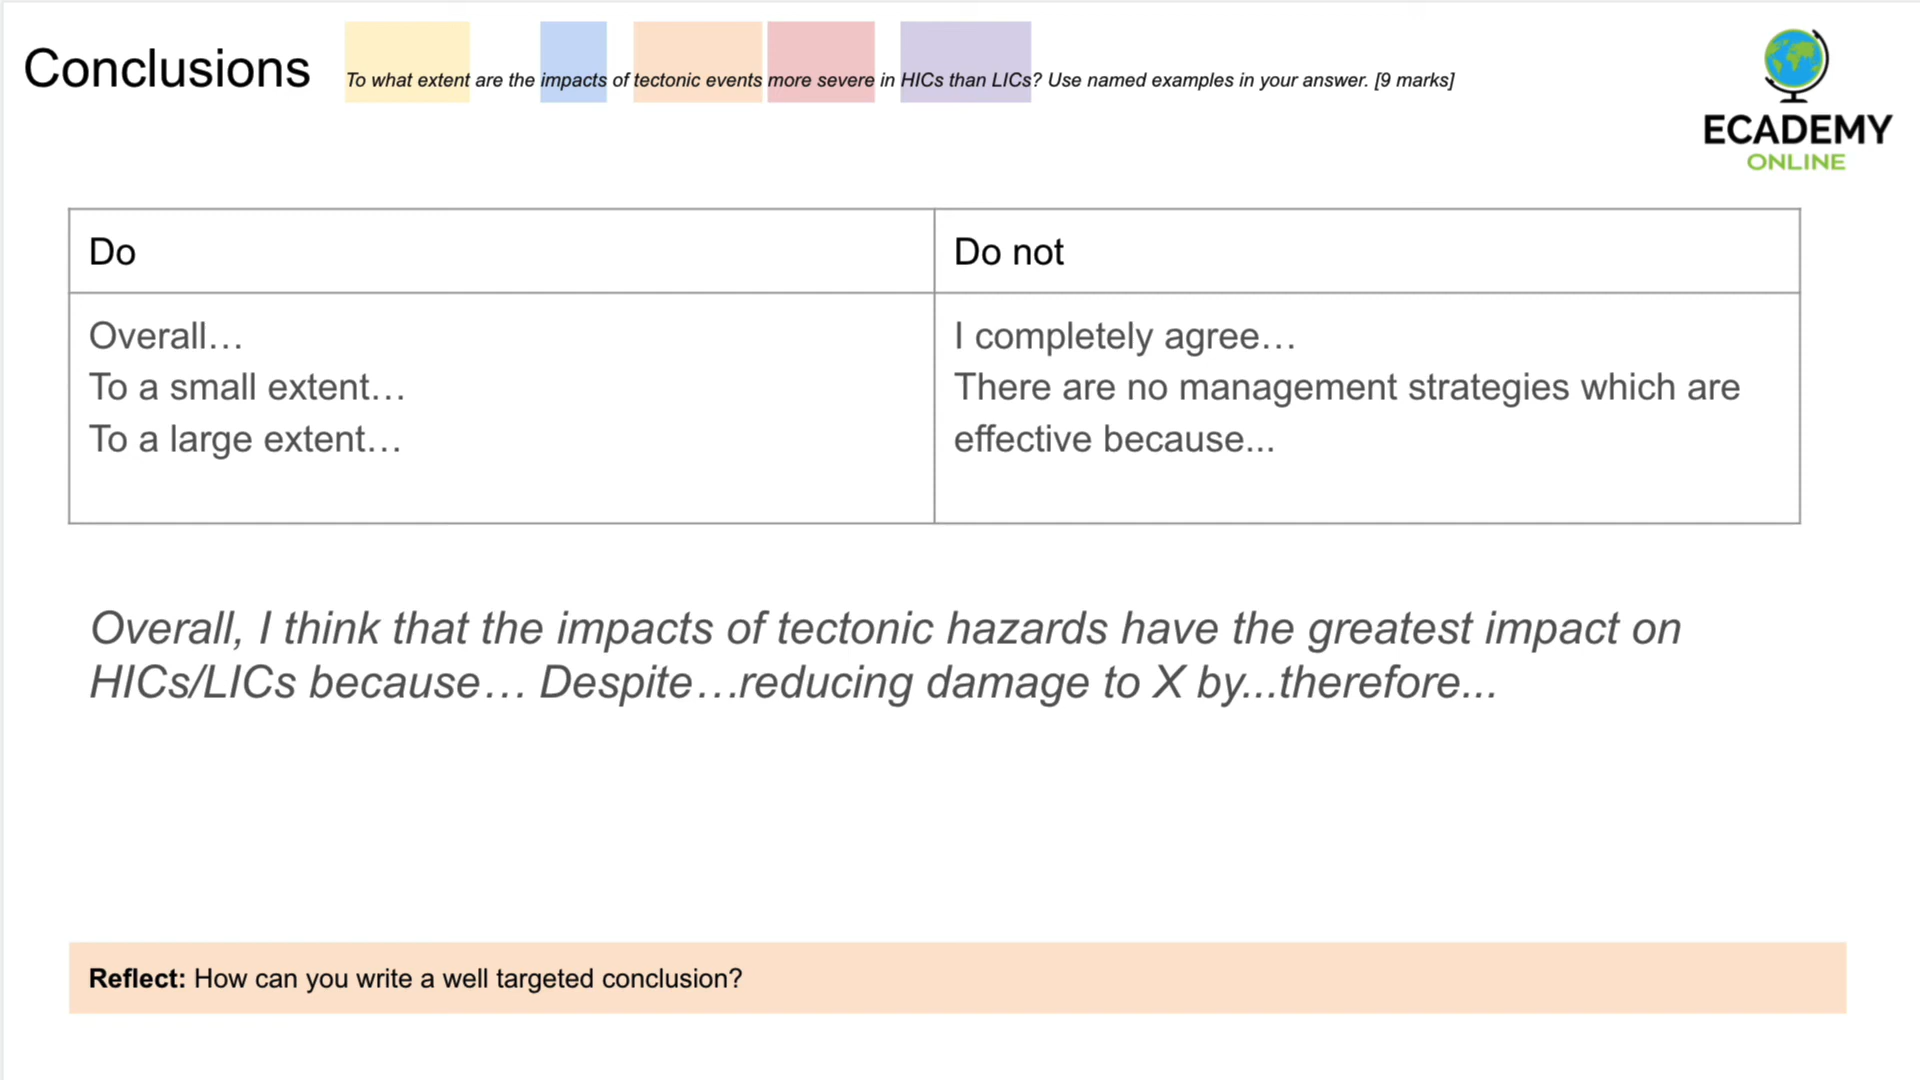 Conclusions
To what extent are the impacts of tectonic events more severe in HICs than LICs? Use named examples in your answer. [9 marks]
ECADEMY
ONLINE
Do
Do not
Overall…
To a small extent…
To a large extent…
I completely agree…
There are no management strategies which are
effective because...
Overall, I think that the impacts of tectonic hazards have the greatest impact on
HICs/LICs because… Despite…reducing damage to X by...therefore...
Reflect: How can you write a well targeted conclusion?